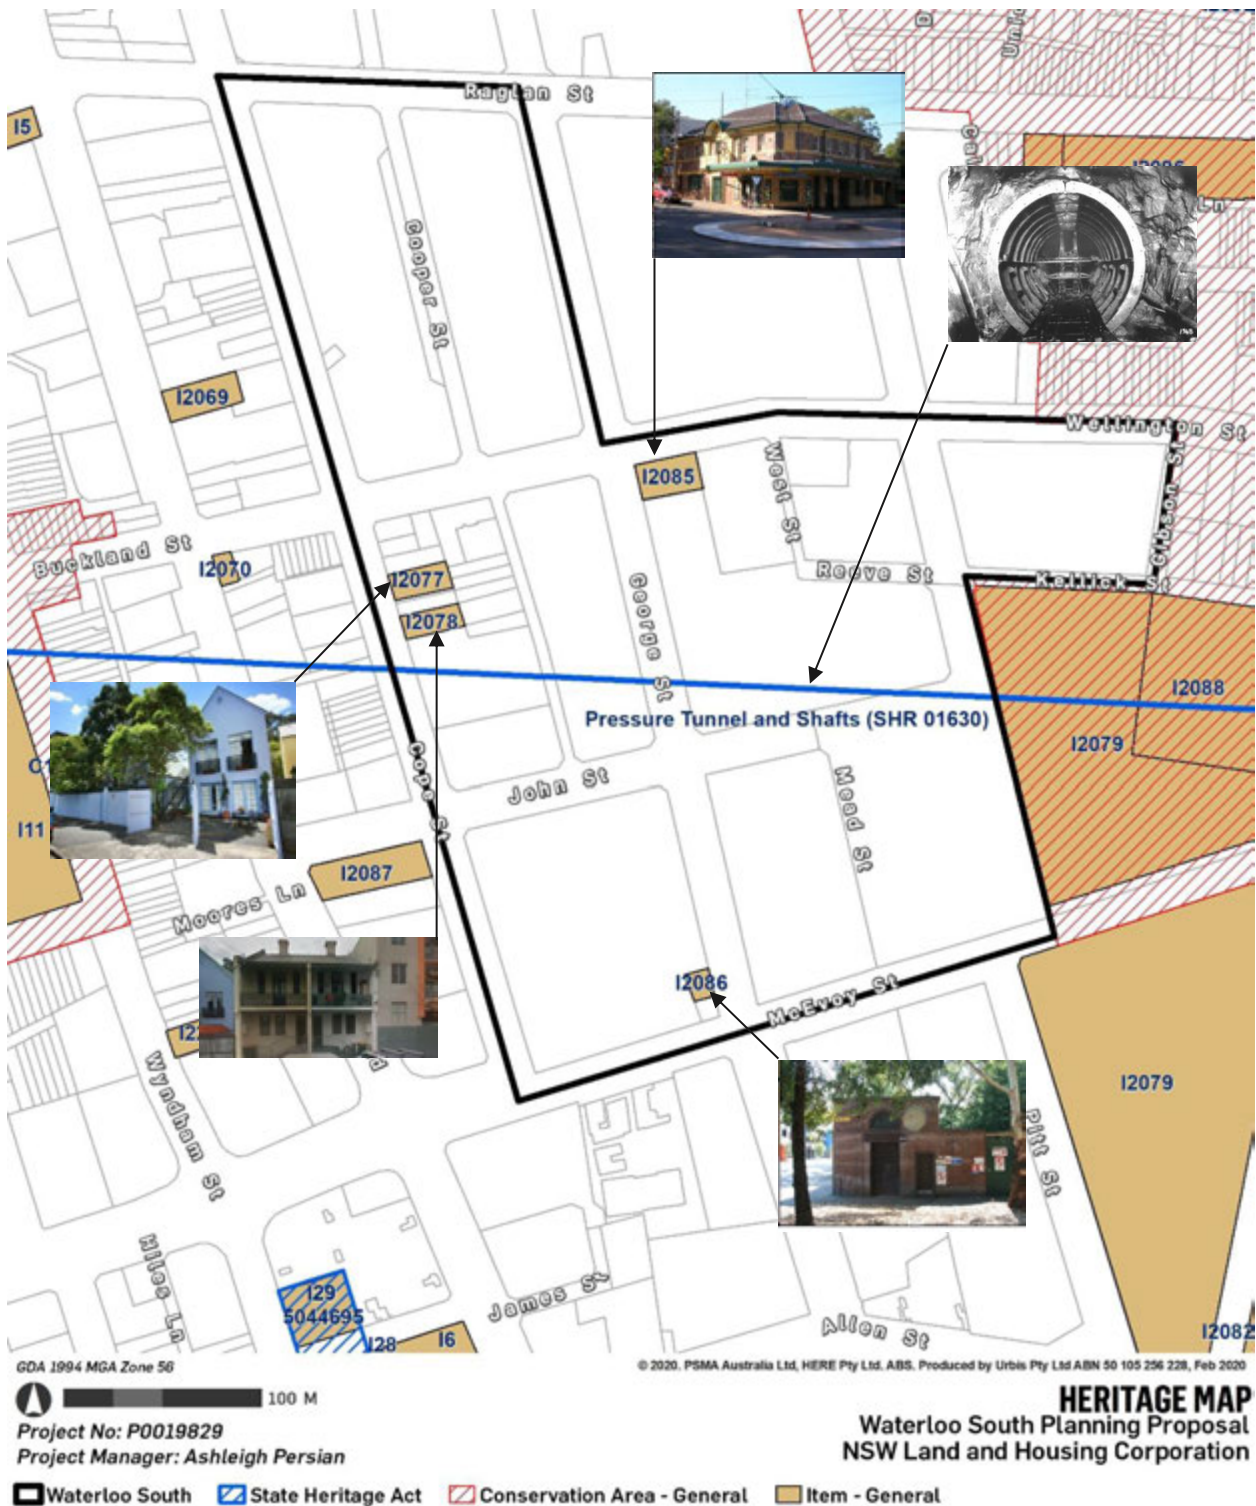 Raglan St
I5
Cooper St
I2069
I2085
Wellington St
West St
Gibson St
Buckland St
I2070
I2077
Reeve St
Kellick St
I2078
George St
I2088
Pressure Tunnel and Shafts (SHR 01630)
I2079
Cope St
John St
Mead St
I11
I2087
Moores Ln
I2086
McEvoy St
Wyndham St
I2079
Pitt St
Hiles Ln
I29
5044695
James St
I28
I6
Allen St
I2082
GDA 1994 MGA Zone 56
© 2020. PSMA Australia Ltd, HERE Pty Ltd. ABS. Produced by Urbis Pty Ltd ABN 50 105 256 228, Feb 2020
100 M
HERITAGE MAP
Project No: P0019829
Waterloo South Planning Proposal
Project Manager: Ashleigh Persian
NSW Land and Housing Corporation
Waterloo South
State Heritage Act
Conservation Area - General
Item - General